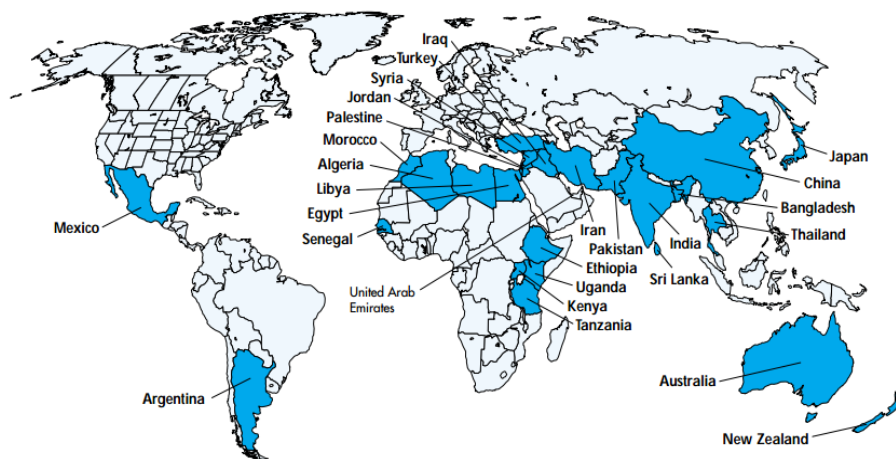 Iraq
Turkey
Syria
Jordan
Palestine
Morocco
Algeria
Libya
Egypt
Senegal
Mexico
Argentina
United Arab
Emirates
Iran
Pakistan
India
Ethiopia
Uganda
Sri Lanka
Kenya
Tanzania
Japan
China
Bangladesh
Thailand
Australia
New Zealand